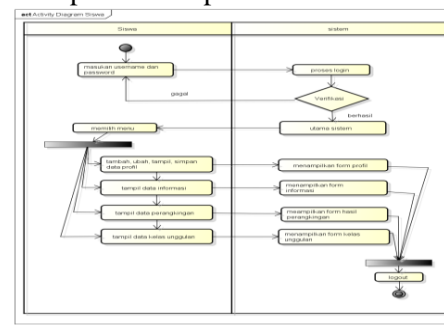 act Activity Diagram Siswa
Siswa
sistem
masukan username dan
password
proses login
gagal
Verifikasi
berhasil
memilih menu
utama sistem
tambah, ubah, tampil, simpan
data profil
menampilkan form profil
tampil data informasi
menampilkan form
informasi
tampil data perangkingan
menampilkan form hasil
perangkingan
tampil data kelas unggulan
menampilkan form kelas
unggulan
logout